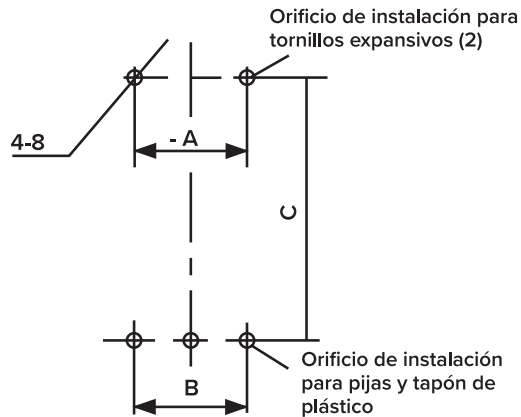 Orificio de instalación para
tornillos expansivos (2)
4-8
- A
C
B
Orificio de instalación
para pijas y tapón de
plástico